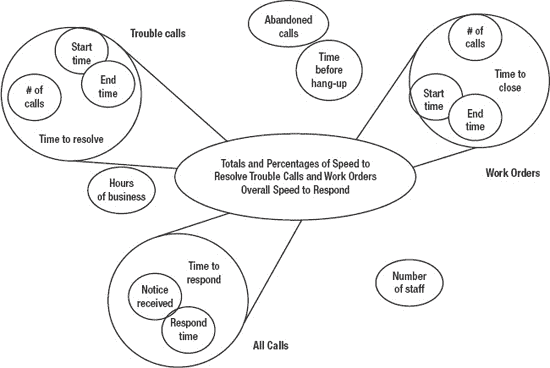 Trouble calls
Start
time
End
time
# of
calls
Time to resolve
Abandoned
calls
Time
before
hang-up
# of
calls
Time to
close
Start
time
End
time
Work Orders
Totals and Percentages of Speed to
Resolve Trouble Calls and Work Orders
Overall Speed to Respond
Hours
of business
Time to
respond
Notice
received
Respond
time
All Calls
Number
of staff